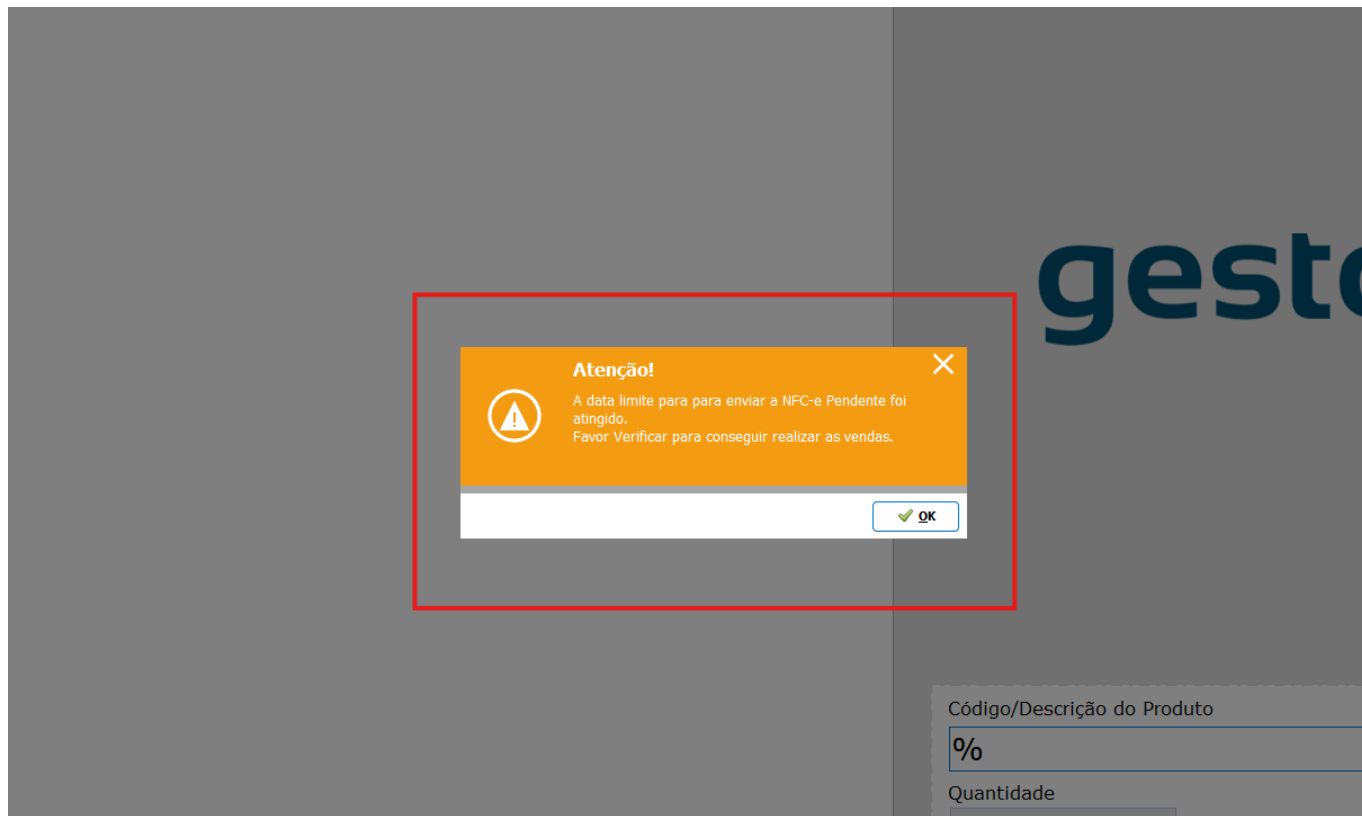 gesto
Atenção!
A data limite para para enviar a NFC-e Pendente foi
atingido.
Favor Verificar para conseguir realizar as vendas.
OK
Código/Descrição do Produto
%
Quantidade